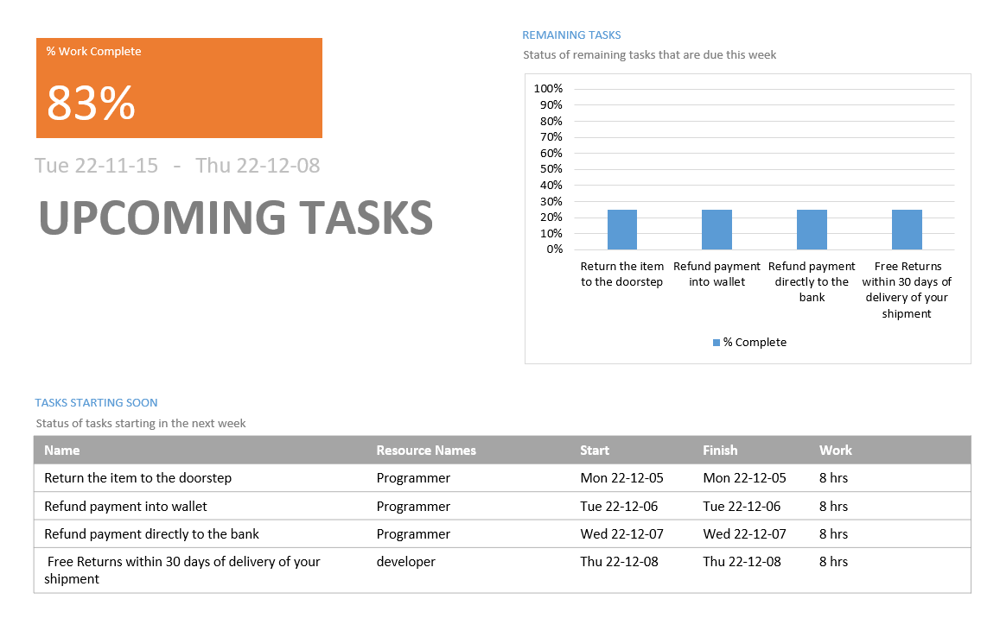 % Work Complete
83%
Tue 22-11-15 - Thu 22-12-08
UPCOMING TASKS
REMAINING TASKS
Status of remaining tasks that are due this week
100%
90%
80%
70%
60%
50%
40%
30%
20%
10%
0%
Return the item
to the doorstep
Refund payment
into wallet
Refund payment
directly to the
bank
Free Returns
within 30 days of
delivery of your
shipment
% Complete
TASKS STARTING SOON
Status of tasks starting in the next week
Name Resource Names Start Finish Work
Return the item to the doorstep Programmer Mon 22-12-05 Mon 22-12-05 8 hrs
Refund payment into wallet Programmer Tue 22-12-06 Tue 22-12-06 8 hrs
Refund payment directly to the bank Programmer Wed 22-12-07 Wed 22-12-07 8 hrs
Free Returns within 30 days of delivery of your developer Thu 22-12-08 Thu 22-12-08 8 hrs
shipment